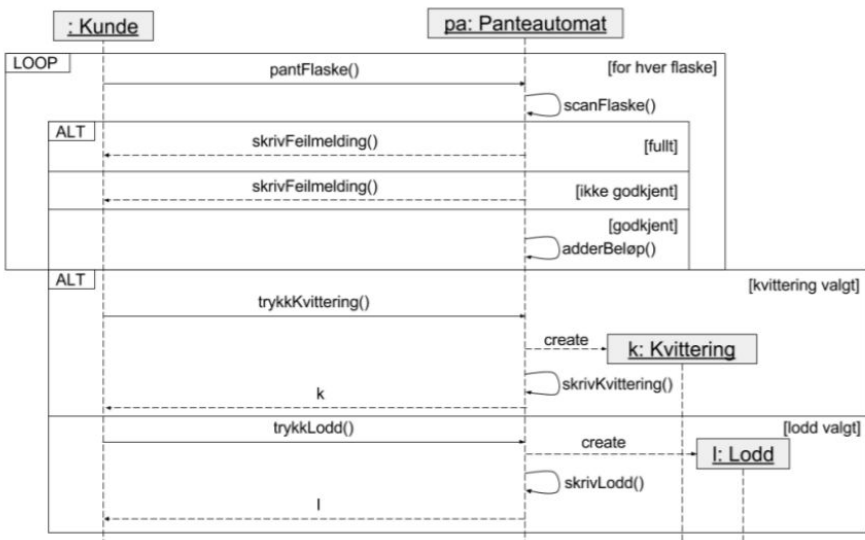 : Kunde
pa: Panteautomat
LOOP
pantFlaske()
[for hver flaske]
scanFlaske()
ALT
skrivFeilmelding()
[fullt]
skrivFeilmelding()
[ikke godkjent]
[godkjent]
adderBeløp()
ALT
[kvittering valgt]
trykkKvittering()
create
k: Kvittering
skrivKvittering()
k
trykkLodd()
[lodd valgt]
create
l: Lodd
skrivLodd()
l